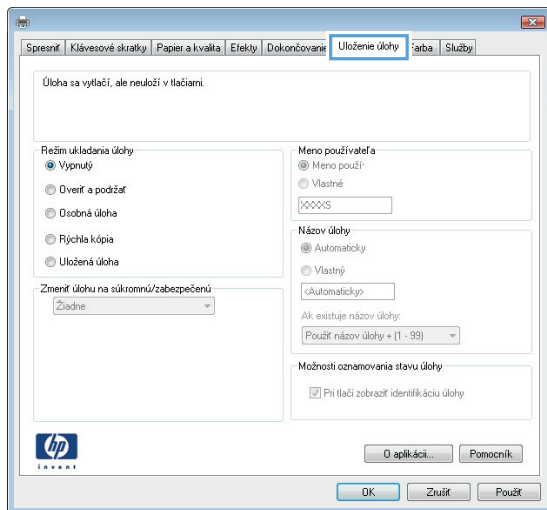 Spresniť Klávesové skratky Papier a kvalita Efekty Dokončovanie Uloženie úlohy Farba Služby
Úloha sa vytlačí, ale neuloží v tlačiarni.
Režim ukladania úlohy
Vypnutý
Overiť a podržať
Osobná úloha
Rýchla kópia
Uložená úloha
Zmeniť úlohu na súkromnú/zabezpečenú
Žiadne
Meno používateľa
Meno použí
Vlastné
XXXXS
Názov úlohy
Automaticky
Vlastný
<Automaticky>
Ak existuje názov úlohy:
Použiť názov úlohy + (1 - 99)
Možnosti oznamovania stavu úlohy
Pri tlači zobraziť identifikáciu úlohy
hp
invent
O aplikácii... Pomocník
OK Zrušiť Použiť